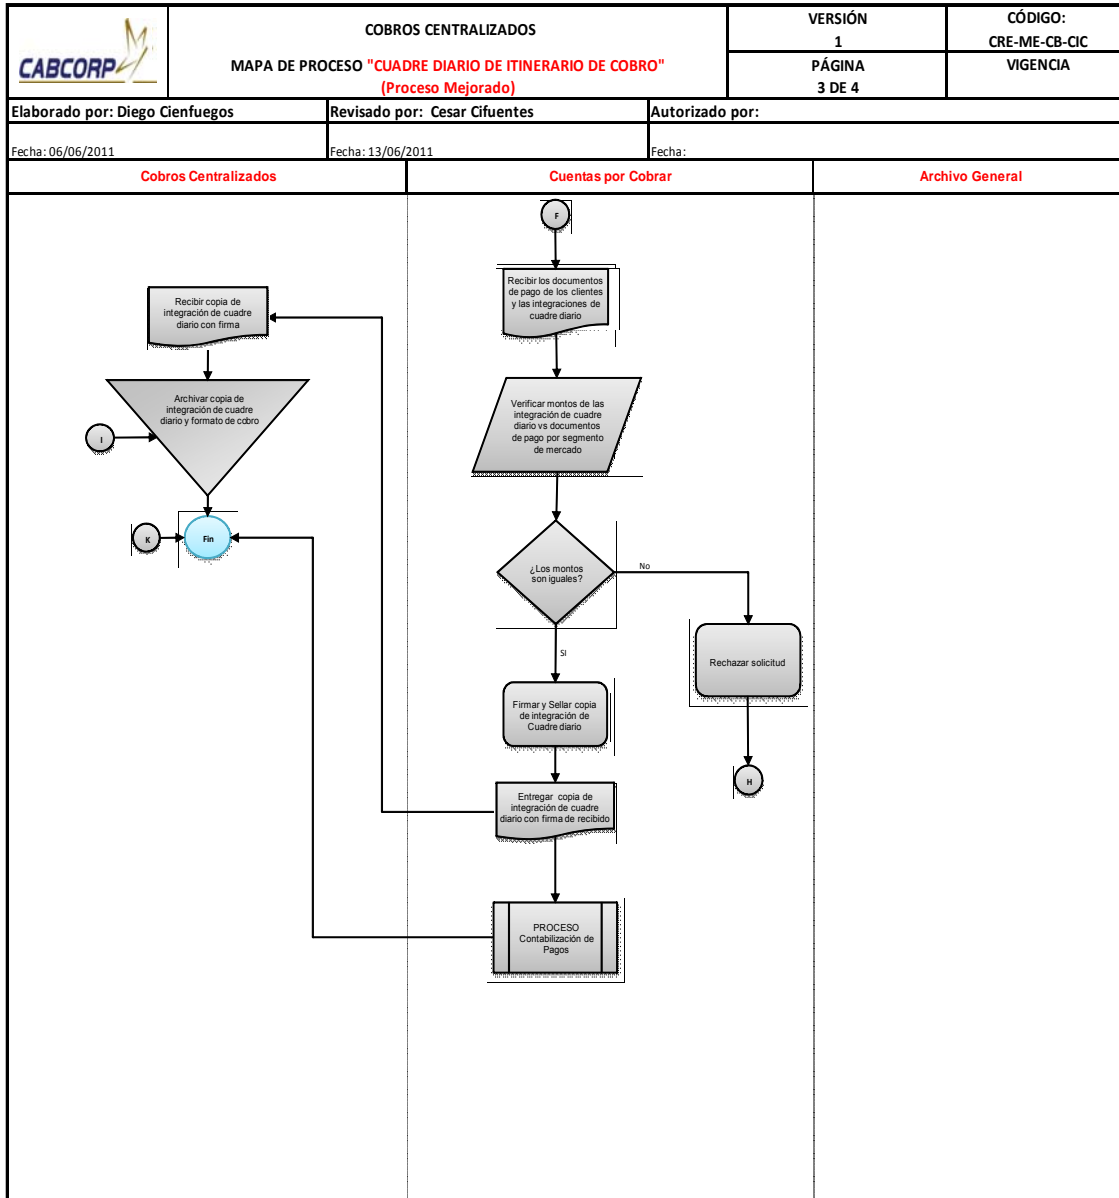 CABCORP
COBROS CENTRALIZADOS
MAPA DE PROCESO "CUADRE DIARIO DE ITINERARIO DE COBRO"
(Proceso Mejorado)
VERSIÓN
1
CÓDIGO:
CRE-ME-CB-CIC
PÁGINA
3 DE 4
VIGENCIA
Elaborado por: Diego Cienfuegos
Revisado por: Cesar Cifuentes
Autorizado por:
Fecha: 06/06/2011
Fecha: 13/06/2011
Fecha:
Cobros Centralizados
Cuentas por Cobrar
Archivo General
F
Recibir los documentos
de pago de los clientes
y las integraciones de
cuadre diario
Recibir copia de
integración de cuadre
diario con firma
Archivar copia de
integración de cuadre
diario y formato de cobro
I
Verificar montos de las
integración de cuadre
diario vs documentos
de pago por segmento
de mercado
K
Fin
¿Los montos
son iguales?
No
SI
Rechazar solicitud
Firmar y Sellar copia
de integración de
Cuadre diario
H
Entregar copia de
integración de cuadre
diario con firma de recibido
PROCESO
Contabilización de
Pagos